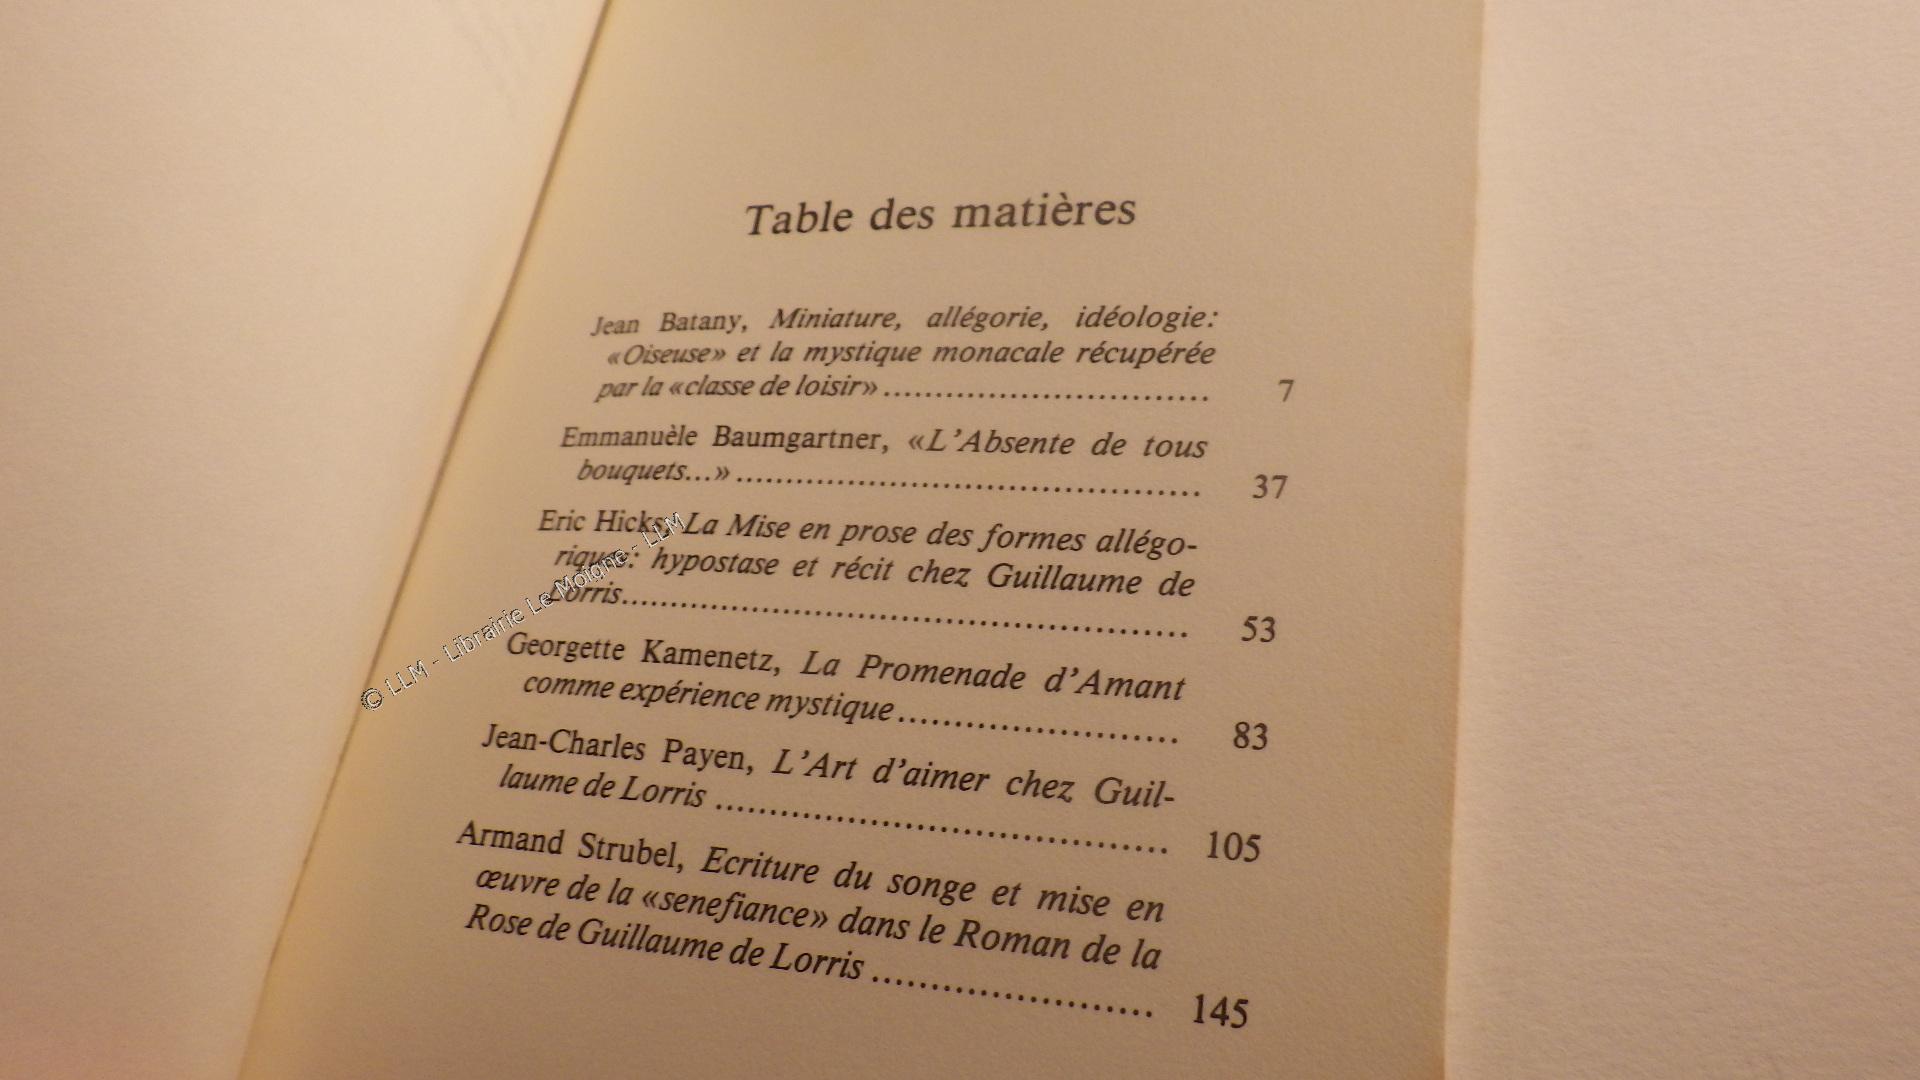 Table des matières
Jean Batany, Miniature, allégorie, idéologie:
«Oiseuse» et la mystique monacale récupérée
par la «classe de loisir» ................................ 7
Emmanuèle Baumgartner, «L'Absente de tous
bouquets...» .............................................. 37
Eric Hicks, La Mise en prose des formes allégo-
riques: hypostase et récit chez Guillaume de
Lorris........................................................ 53
Georgette Kamenetz, La Promenade d'Amant
comme expérience mystique ........................... 83
Jean-Charles Payen, L'Art d'aimer chez Guil-
laume de Lorris .......................................... 105
Armand Strubel, Ecriture du songe et mise en
œuvre de la «senefiance» dans le Roman de la
Rose de Guillaume de Lorris ......................... 145
© LLM - Librairie Le Moigne - LLM